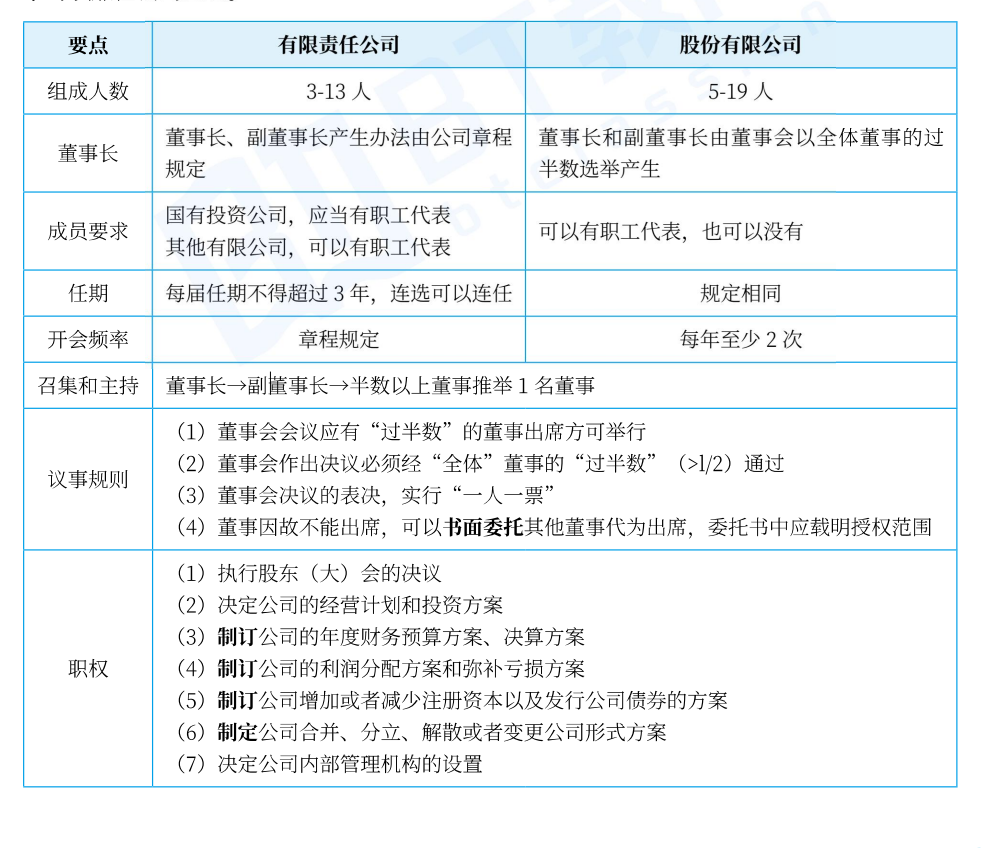 要点 有限责任公司 股份有限公司
组成人数 3-13 人 5-19 人
董事长 董事长、副董事长产生办法由公司章程规定 董事长和副董事长由董事会以全体董事的过半数选举产生
成员要求 国有投资公司，应当有职工代表
其他有限公司，可以有职工代表 可以有职工代表，也可以没有
任期 每届任期不得超过 3 年，连选可以连任 规定相同
开会频率 章程规定 每年至少 2 次
召集和主持 董事长→副董事长→半数以上董事推举 1 名董事
议事规则
（1）董事会会议应有“过半数”的董事出席方可举行
（2）董事会作出决议必须经“全体”董事的“过半数”（>l/2）通过
（3）董事会决议的表决，实行“一人一票”
（4）董事因故不能出席，可以书面委托其他董事代为出席，委托书中应载明授权范围
职权
（1）执行股东（大）会的决议
（2）决定公司的经营计划和投资方案
（3）制订公司的年度财务预算方案、决算方案
（4）制订公司的利润分配方案和弥补亏损方案
（5）制订公司增加或者减少注册资本以及发行公司债券的方案
（6）制定公司合并、分立、解散或者变更公司形式方案
（7）决定公司内部管理机构的设置